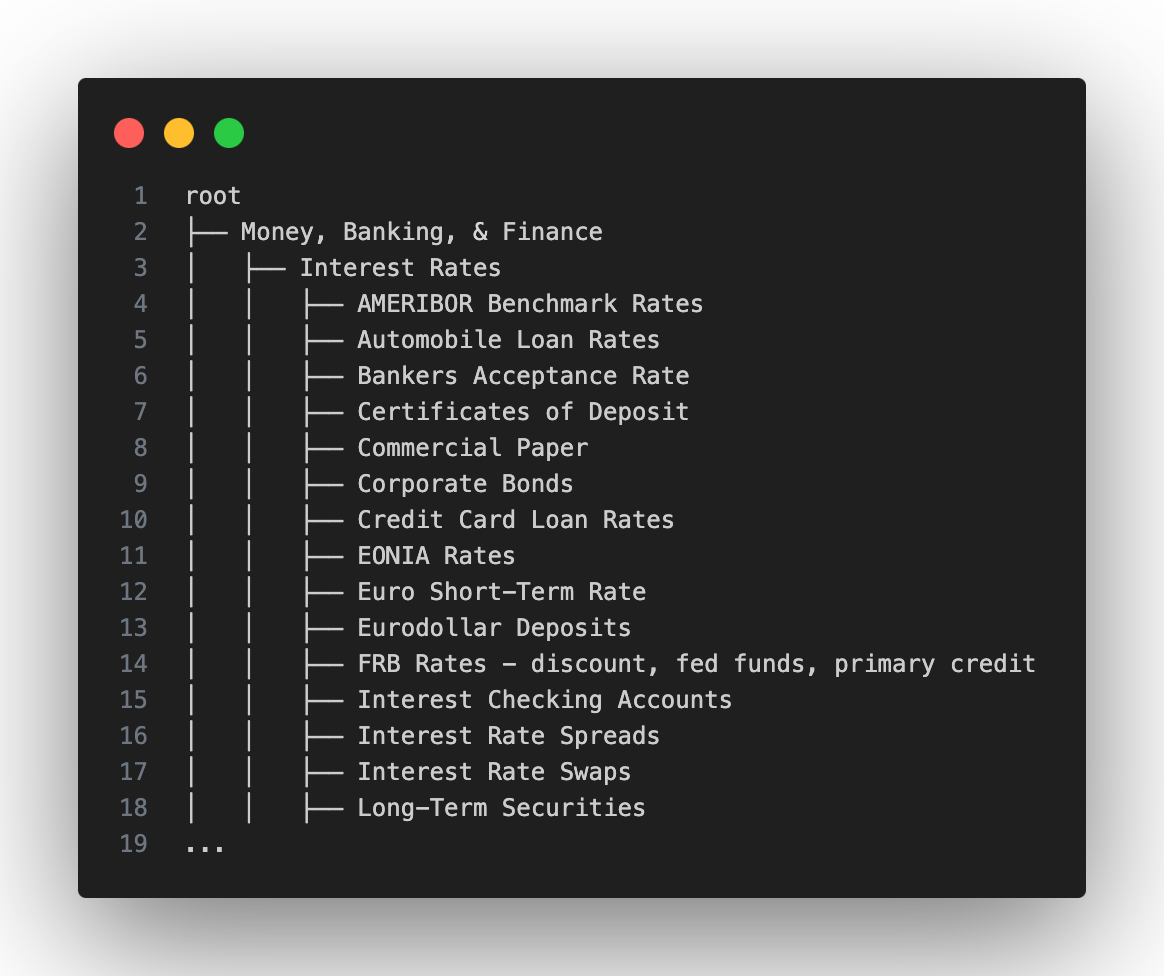 1 root
2 ├── Money, Banking, & Finance
3 │   ├── Interest Rates
4 │   │   ├── AMERIBOR Benchmark Rates
5 │   │   ├── Automobile Loan Rates
6 │   │   ├── Bankers Acceptance Rate
7 │   │   ├── Certificates of Deposit
8 │   │   ├── Commercial Paper
9 │   │   ├── Corporate Bonds
10 │   │   ├── Credit Card Loan Rates
11 │   │   ├── EONIA Rates
12 │   │   ├── Euro Short-Term Rate
13 │   │   ├── Eurodollar Deposits
14 │   │   ├── FRB Rates - discount, fed funds, primary credit
15 │   │   ├── Interest Checking Accounts
16 │   │   ├── Interest Rate Spreads
17 │   │   ├── Interest Rate Swaps
18 │   │   ├── Long-Term Securities
19 ...